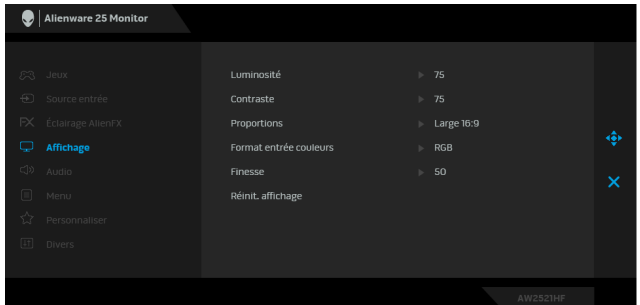 Alienware 25 Monitor
Jeux
Source entrée
FX Éclairage AlienFX
Affichage
Audio
Menu
Personnaliser
Divers
Luminosité 75
Contraste 75
Proportions Large 16:9
Format entrée couleurs RGB
Finesse 50
Réinit. affichage
AW2521HF